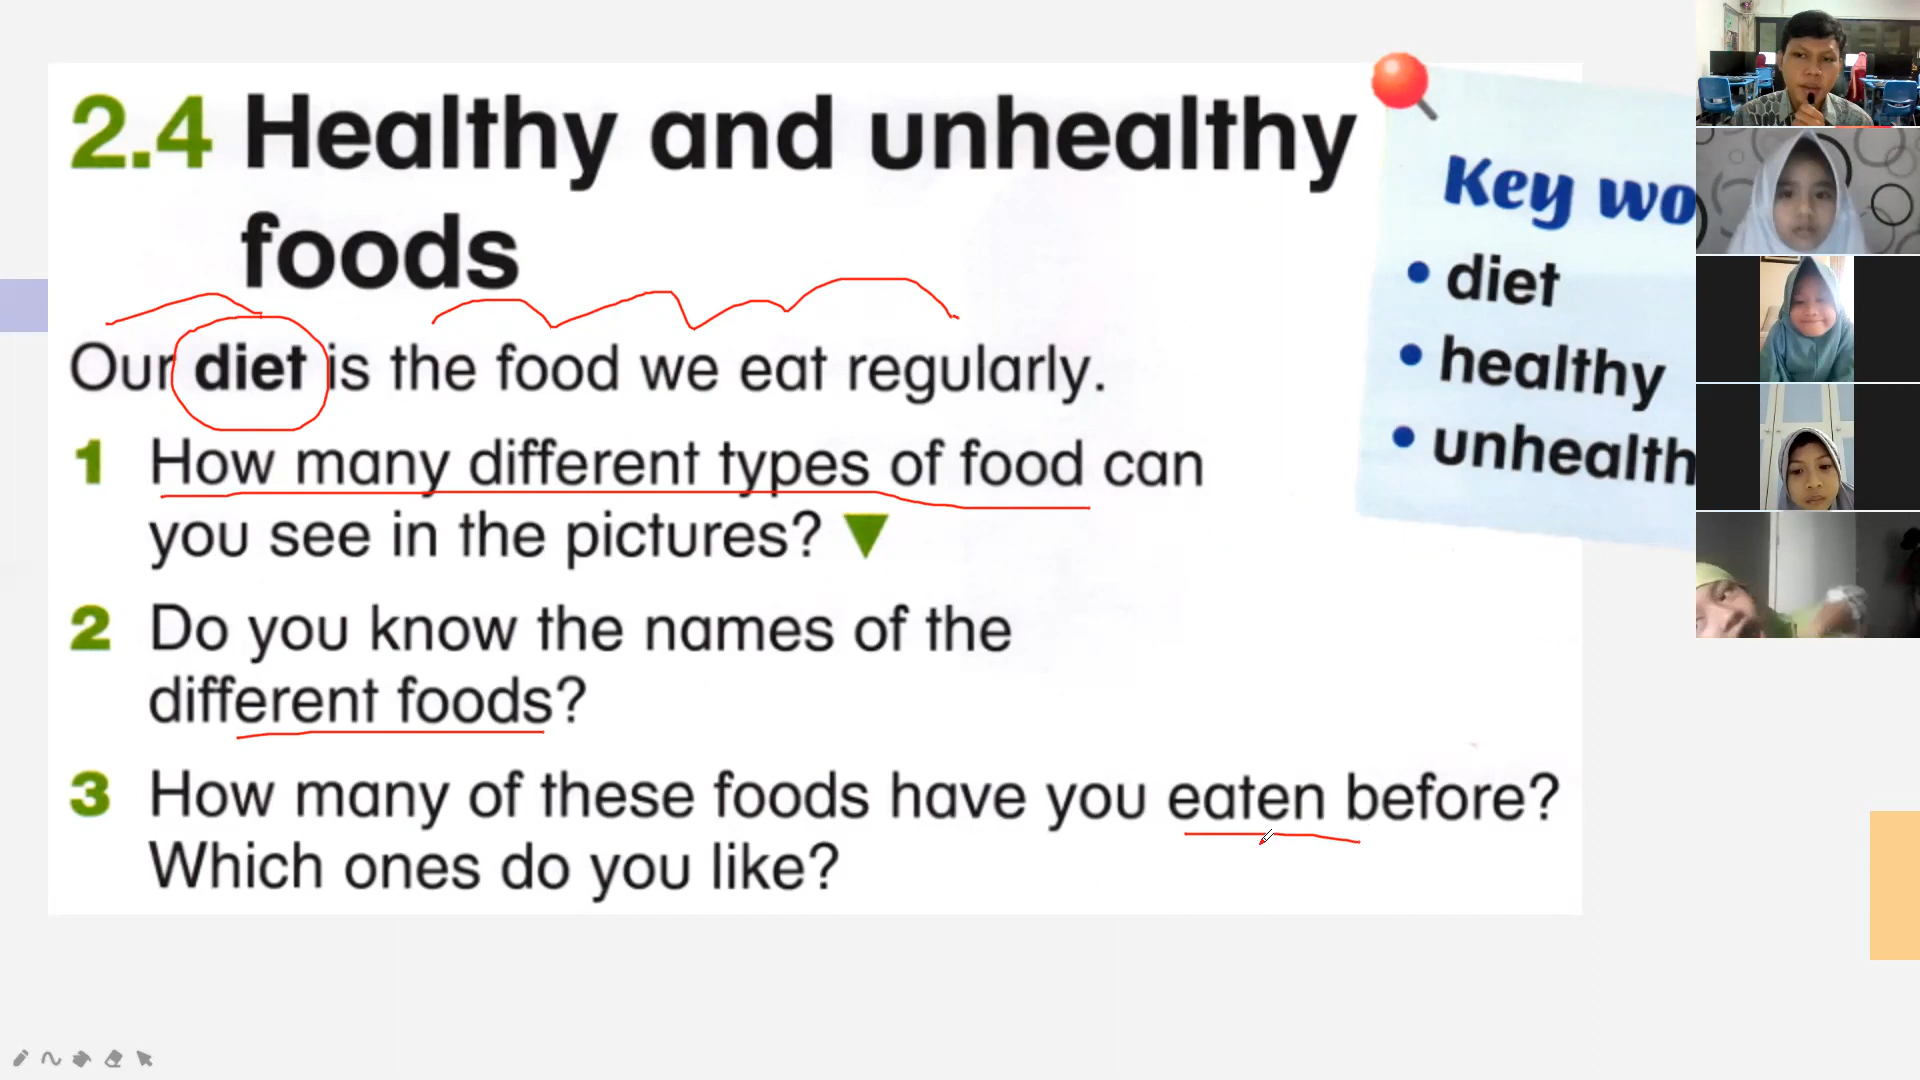 2.4 Healthy and unhealthy
foods
Our diet is the food we eat regularly.
1 How many different types of food can
you see in the pictures?
2 Do you know the names of the
different foods?
3 How many of these foods have you eaten before?
Which ones do you like?
Key wo
• diet
• healthy
• unhealth